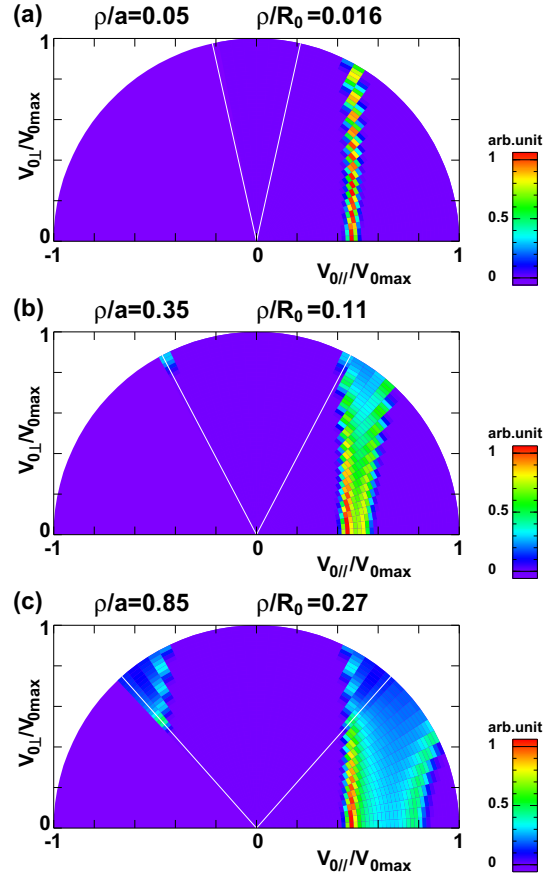 (a) ρ/a=0.05 ρ/R₀=0.016
1
V₀⊥/V₀max
0
-1 0 1
V₀//​/V₀max
arb.unit
1
0.5
0
(b) ρ/a=0.35 ρ/R₀=0.11
1
V₀⊥/V₀max
0
-1 0 1
V₀///V₀max
arb.unit
1
0.5
0
(c) ρ/a=0.85 ρ/R₀=0.27
1
V₀⊥/V₀max
0
-1 0 1
V₀///V₀max
arb.unit
1
0.5
0